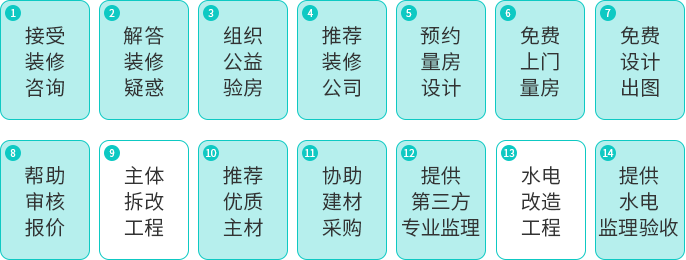 1
接受
装修
咨询
2
解答
装修
疑惑
3
组织
公益
验房
4
推荐
装修
公司
5
预约
量房
设计
6
免费
上门
量房
7
免费
设计
出图
8
帮助
审核
报价
9
主体
拆改
工程
10
推荐
优质
主材
11
协助
建材
采购
12
提供
第三方
专业监理
13
水电
改造
工程
14
提供
水电
监理验收